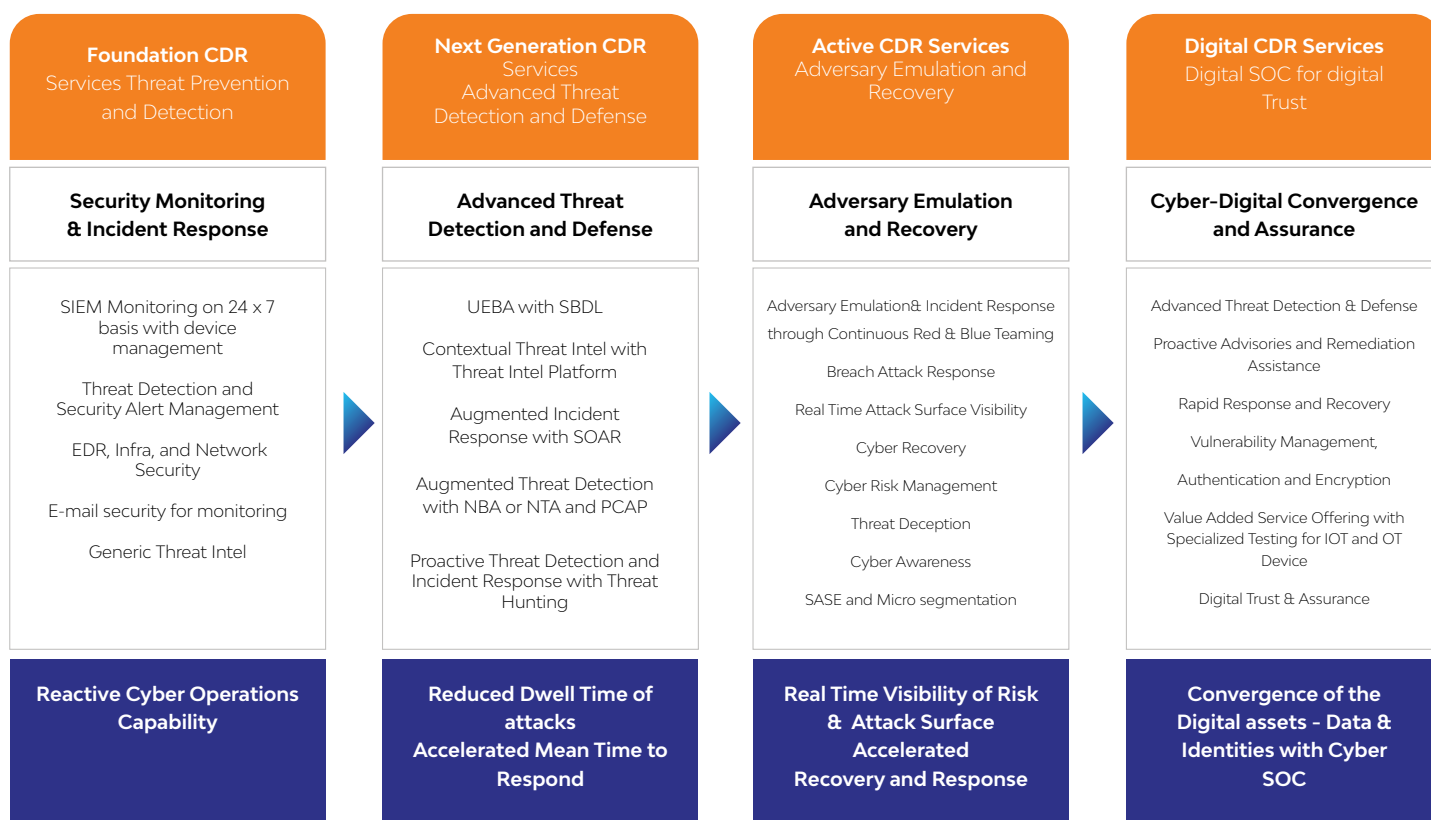 Foundation CDR
Services Threat Prevention
and Detection
Security Monitoring
& Incident Response
SIEM Monitoring on 24 x 7
basis with device
management
Threat Detection and
Security Alert Management
EDR, Infra, and Network
Security
E-mail security for monitoring
Generic Threat Intel
Reactive Cyber Operations
Capability
Next Generation CDR
Services
Advanced Threat
Detection and Defense
Advanced Threat
Detection and Defense
UEBA with SBDL
Contextual Threat Intel with
Threat Intel Platform
Augmented Incident
Response with SOAR
Augmented Threat Detection
with NBA or NTA and PCAP
Proactive Threat Detection and
Incident Response with Threat
Hunting
Reduced Dwell Time of
attacks
Accelerated Mean Time to
Respond
Active CDR Services
Adversary Emulation and
Recovery
Adversary Emulation
and Recovery
Adversary Emulation& Incident Response
through Continuous Red & Blue Teaming
Breach Attack Response
Real Time Attack Surface Visibility
Cyber Recovery
Cyber Risk Management
Threat Deception
Cyber Awareness
SASE and Micro segmentation
Real Time Visibility of Risk
& Attack Surface
Accelerated
Recovery and Response
Digital CDR Services
Digital SOC for digital
Trust
Cyber-Digital Convergence
and Assurance
Advanced Threat Detection & Defense
Proactive Advisories and Remediation
Assistance
Rapid Response and Recovery
Vulnerability Management,
Authentication and Encryption
Value Added Service Offering with
Specialized Testing for IOT and OT
Device
Digital Trust & Assurance
Convergence of the
Digital assets - Data &
Identities with Cyber
SOC